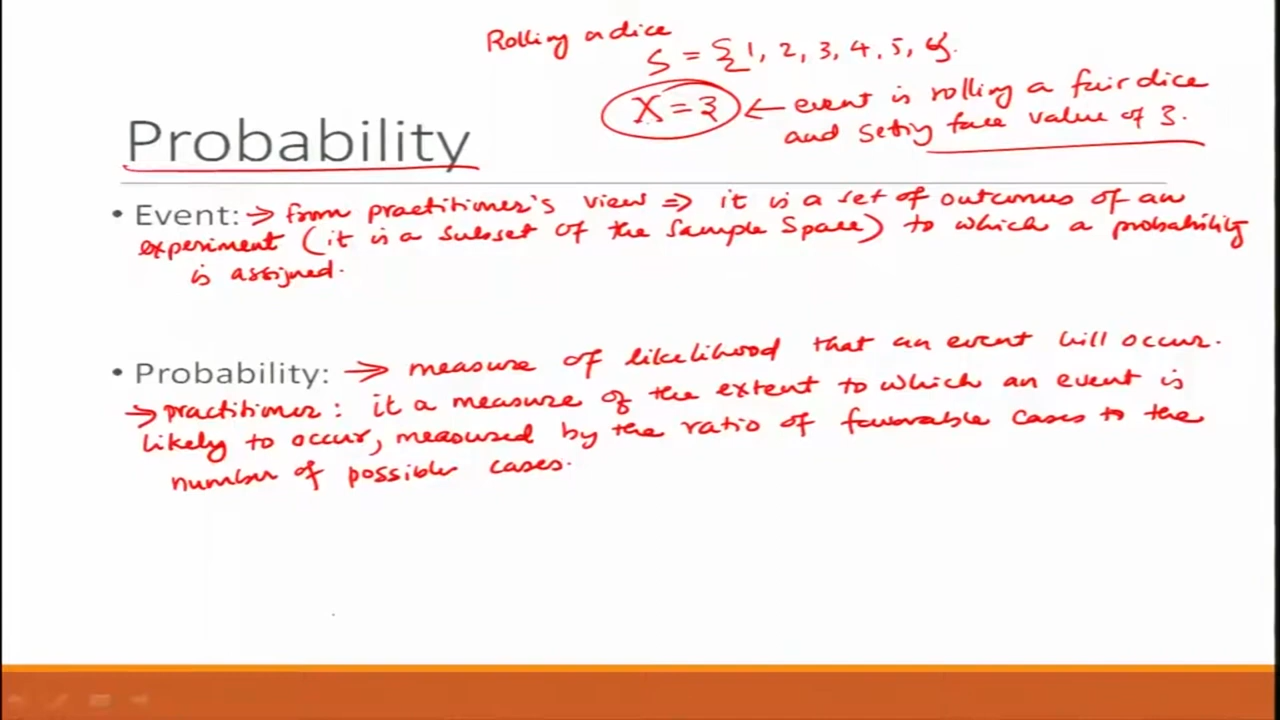 Rolling a dice
S = {1, 2, 3, 4, 5, 6}.
X = 3 ← event is rolling a fair dice
and seting face value of 3.
Probability
• Event: → from practitioner's view ⇒ it is a set of outcomes of an
experiment (it is a subset of the sample space) to which a probability
is assigned.
• Probability: → measure of likelihood that an event will occur.
→ practitioner: it a measure of the extent to which an event is
likely to occur, measured by the ratio of favorable cases to the
number of possible cases.